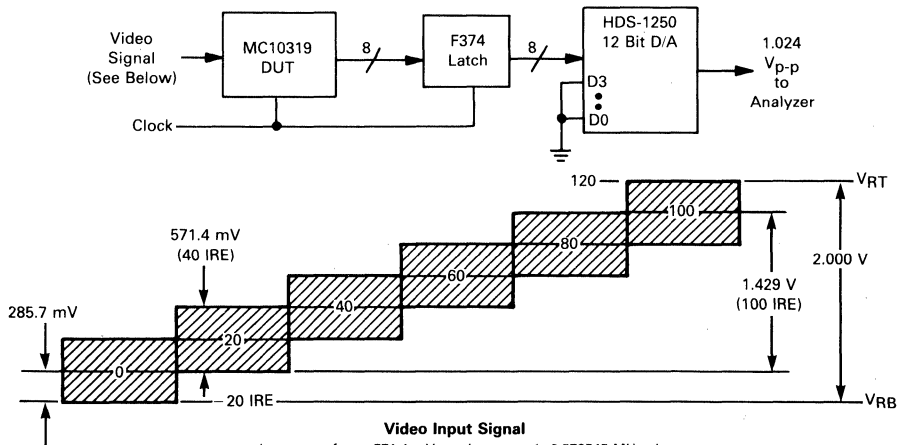 Video
Signal
(See Below)
MC10319
DUT
8
F374
Latch
8
HDS-1250
12 Bit D/A
D3
D0
1.024
Vp-p
to
Analyzer
Clock
120
VRT
100
80
60
40
20
0
571.4 mV
(40 IRE)
285.7 mV
1.429 V
(100 IRE)
2.000 V
-20 IRE
VRB
Video Input Signal